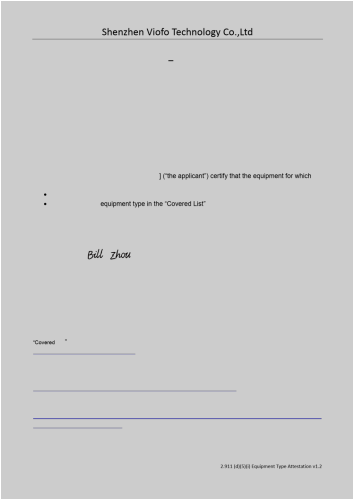 Shenzhen Viofo Technology Co.,Ltd
–
] ("the applicant") certify that the equipment for which
•
• equipment type in the "Covered List"
Bill Zhou
"Covered "
2.911 (d)(5)(i) Equipment Type Attestation v1.2